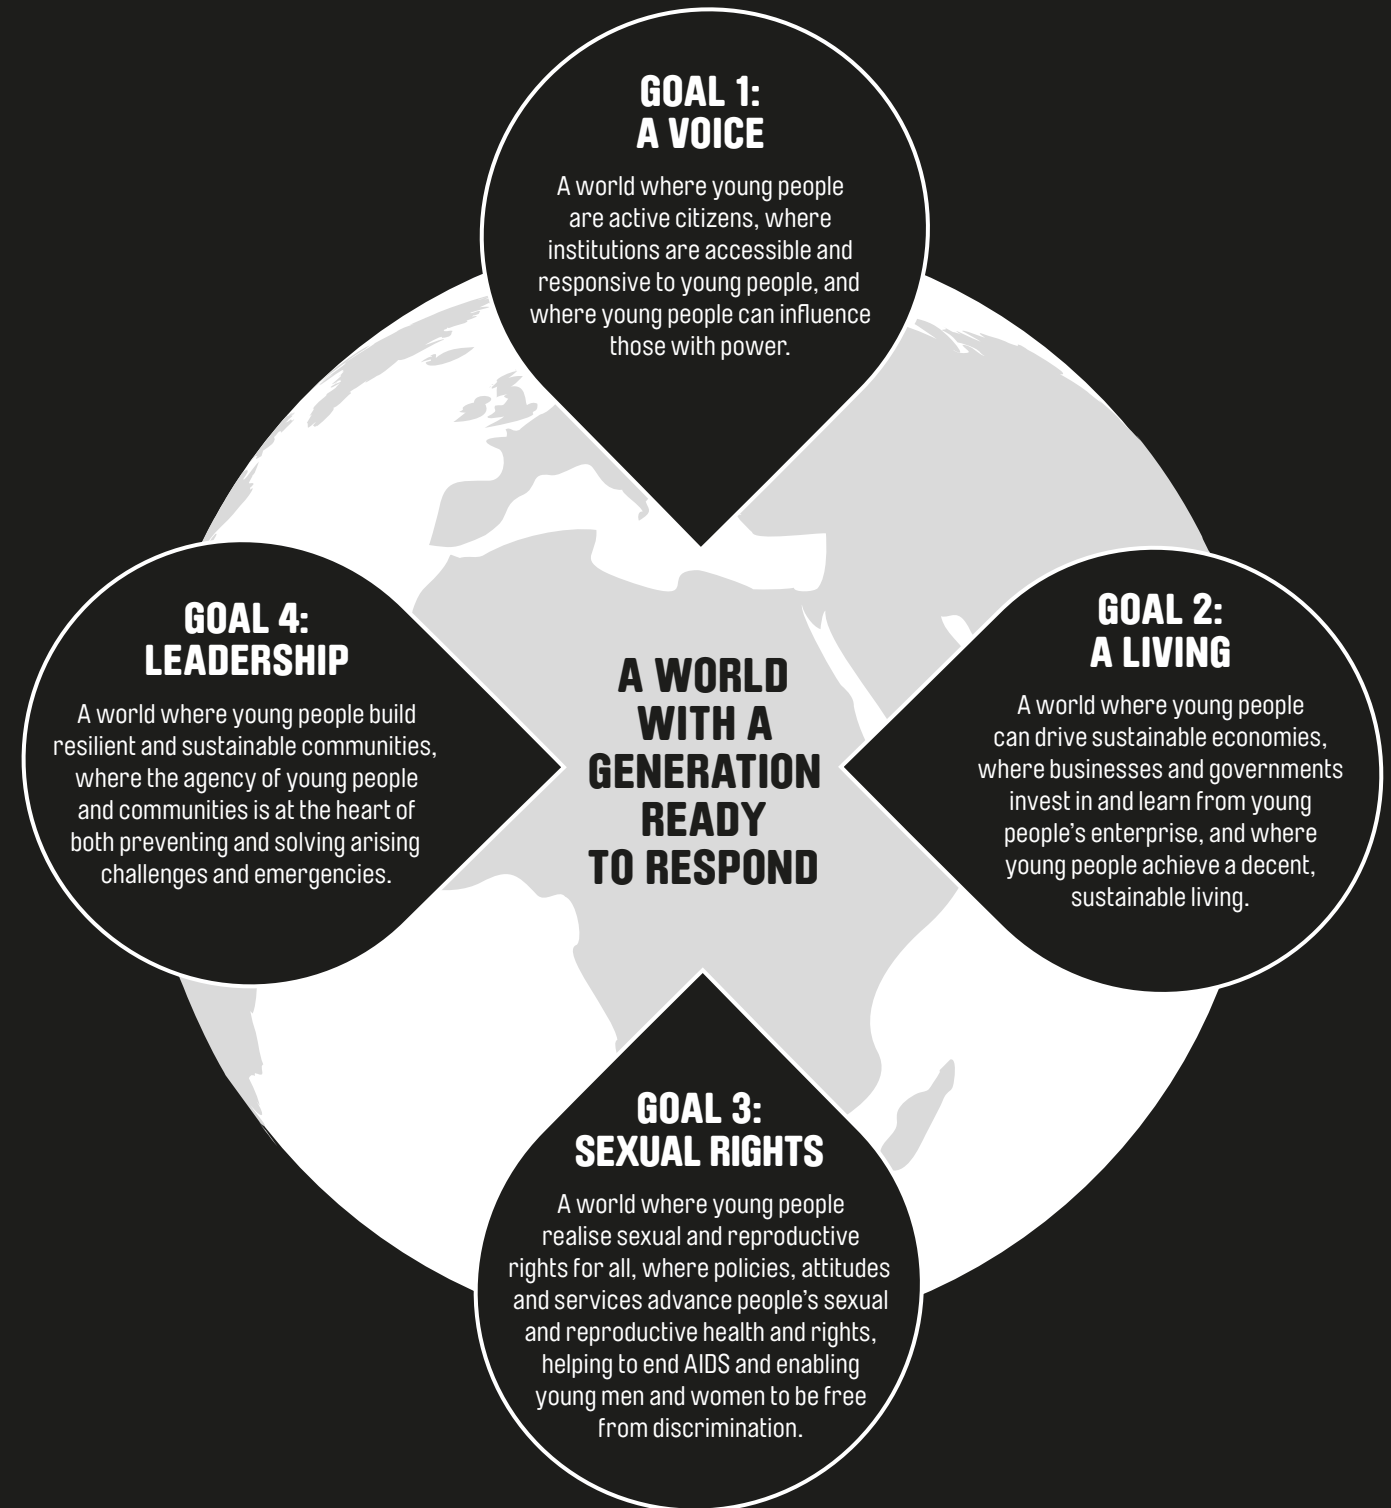 GOAL 1:
A VOICE
A world where young people
are active citizens, where
institutions are accessible and
responsive to young people, and
where young people can influence
those with power.
GOAL 4:
LEADERSHIP
A world where young people build
resilient and sustainable communities,
where the agency of young people
and communities is at the heart of
both preventing and solving arising
challenges and emergencies.
A WORLD
WITH A
GENERATION
READY
TO RESPOND
GOAL 2:
A LIVING
A world where young people
can drive sustainable economies,
where businesses and governments
invest in and learn from young
people’s enterprise, and where
young people achieve a decent,
sustainable living.
GOAL 3:
SEXUAL RIGHTS
A world where young people
realise sexual and reproductive
rights for all, where policies, attitudes
and services advance people’s sexual
and reproductive health and rights,
helping to end AIDS and enabling
young men and women to be free
from discrimination.